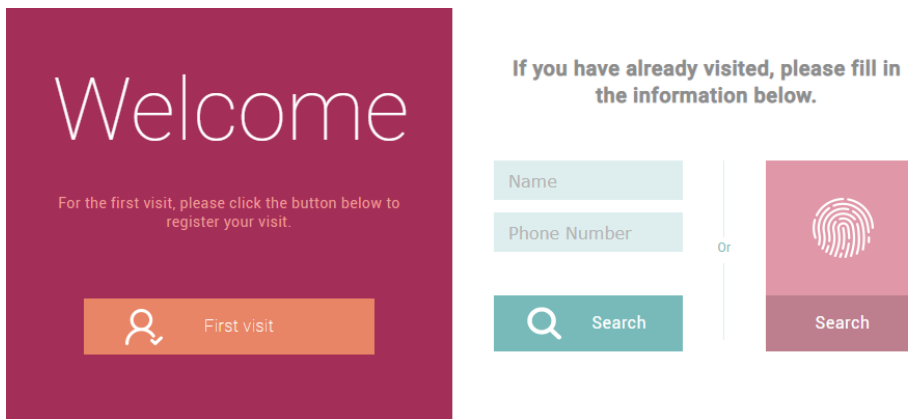 Welcome
For the first visit, please click the button below to
register your visit.
First visit
If you have already visited, please fill in
the information below.
Name
Phone Number
Search
Or
Search